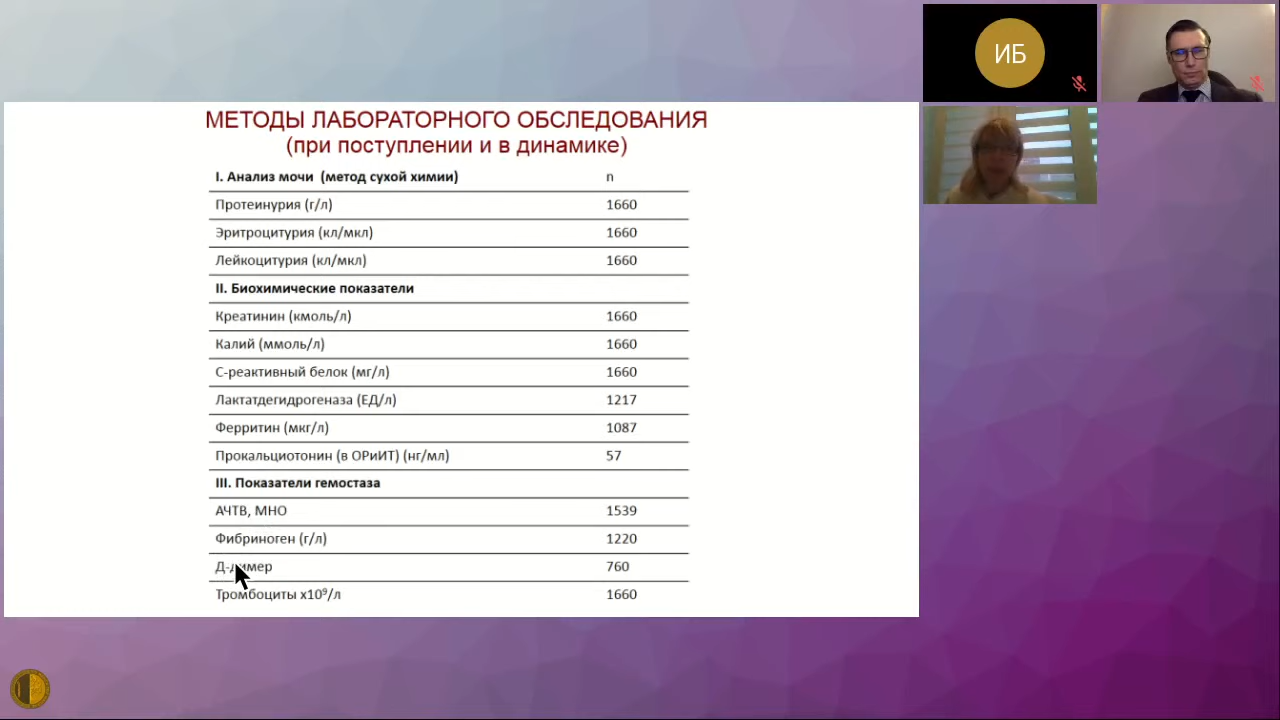 МЕТОДЫ ЛАБОРАТОРНОГО ОБСЛЕДОВАНИЯ
(при поступлении и в динамике)
I. Анализ мочи (метод сухой химии) n
Протеинурия (г/л) 1660
Эритроцитурия (кл/мкл) 1660
Лейкоцитурия (кл/мкл) 1660
II. Биохимические показатели
Креатинин (кмоль/л) 1660
Калий (ммоль/л) 1660
С-реактивный белок (мг/л) 1660
Лактатдегидрогеназа (ЕД/л) 1217
Ферритин (мкг/л) 1087
Прокальциотонин (в ОРиИТ) (нг/мл) 57
III. Показатели гемостаза
АЧТВ, МНО 1539
Фибриноген (г/л) 1220
Д-димер 760
Тромбоциты х10⁹/л 1660
ИБ